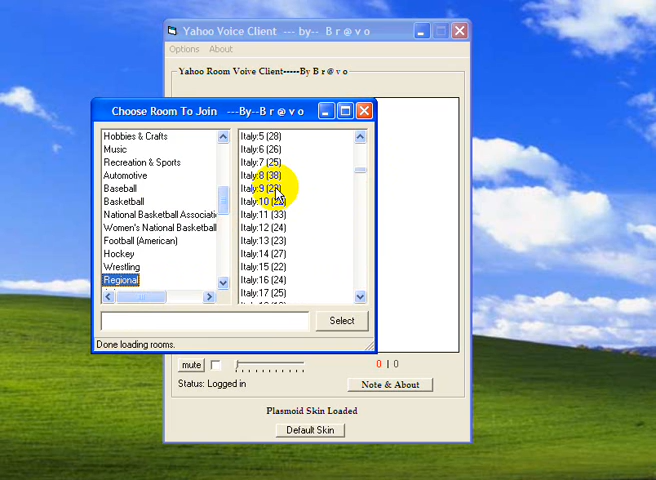 Yahoo Voice Client --- by-- B r @ v o
Options About
Yahoo Room Voive Client-----By B r @ v o
Choose Room To Join ---By--B r @ v o
Hobbies & Crafts
Music
Recreation & Sports
Automotive
Baseball
Basketball
National Basketball Associati
Women's National Basketball
Football (American)
Hockey
Wrestling
Regional
Italy:5 (28)
Italy:6 (26)
Italy:7 (25)
Italy:8 (38)
Italy:9
Italy:10
Italy:11 (33)
Italy:12 (24)
Italy:13 (23)
Italy:14 (27)
Italy:15 (22)
Italy:16 (24)
Italy:17 (25)
Select
Done loading rooms.
mute
0 | 0
Status: Logged in
Note & About
Plasmoid Skin Loaded
Default Skin